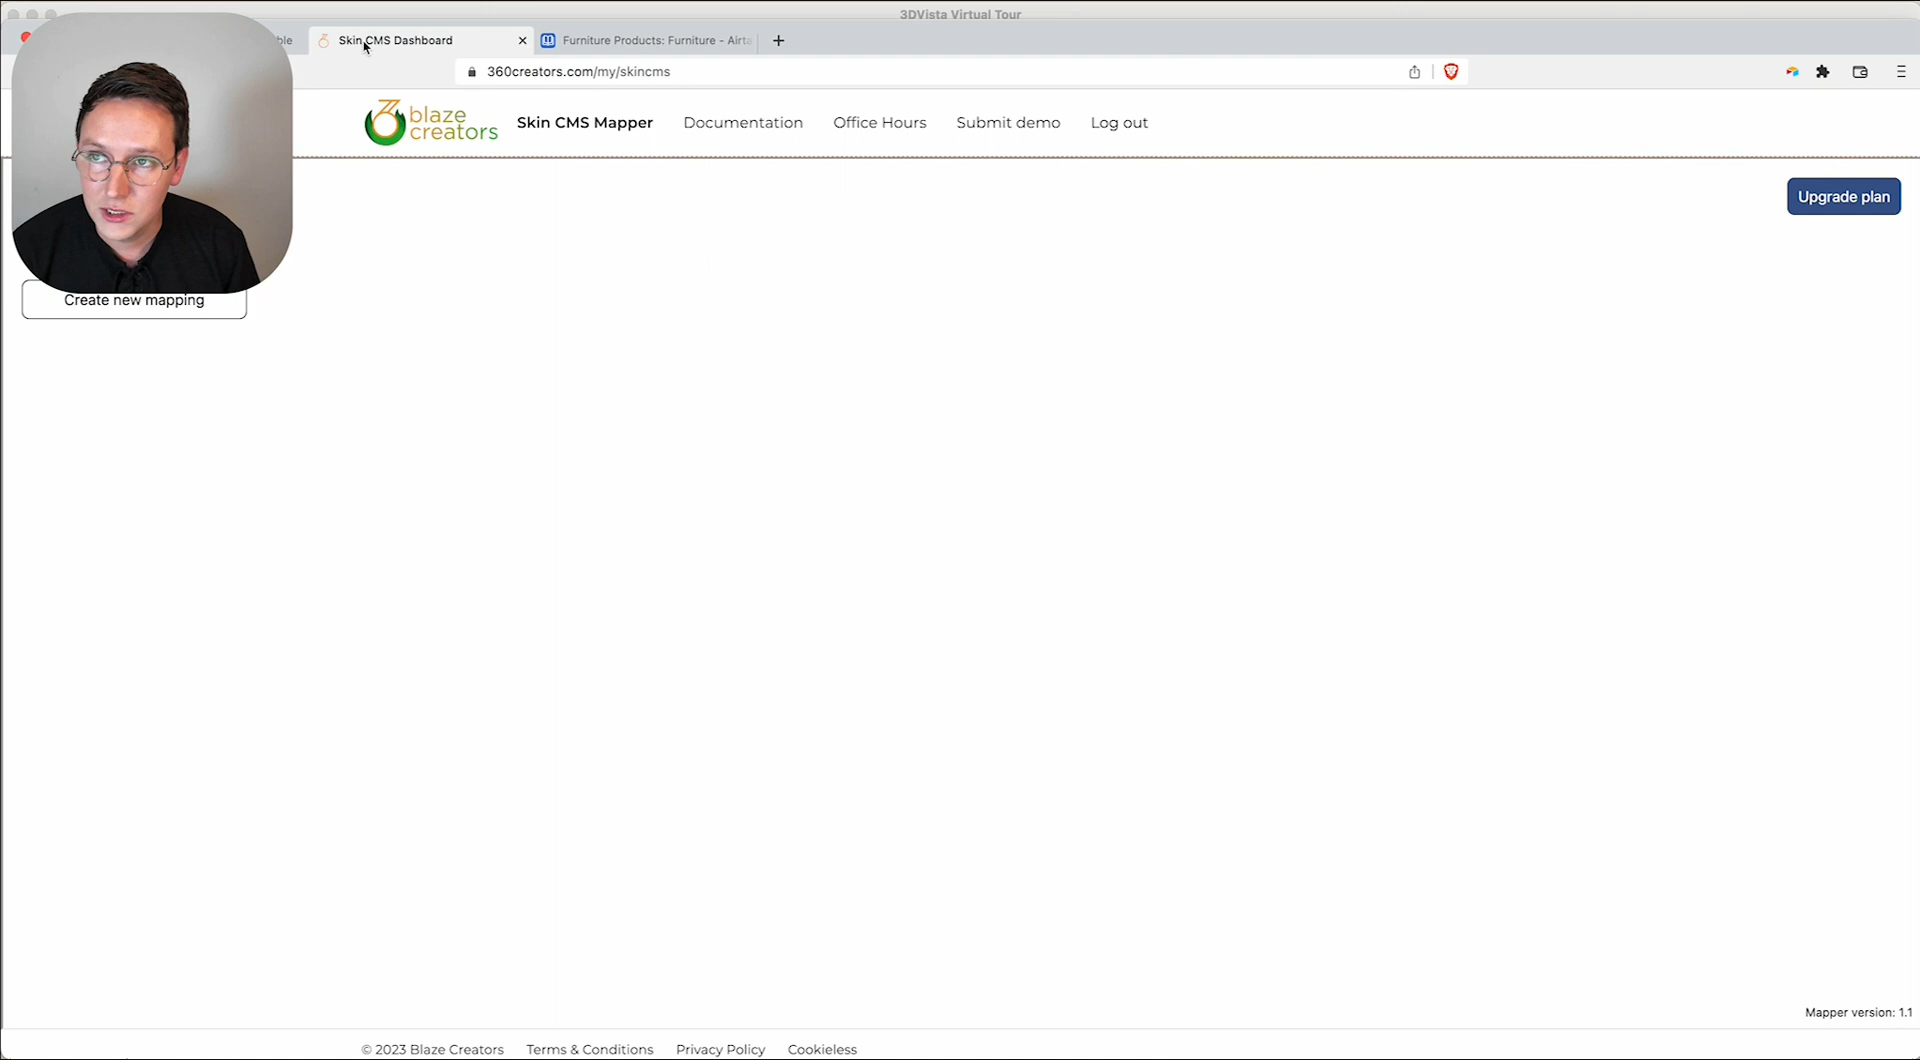 3DVista Virtual Tour
ble
Skin CMS Dashboard
Furniture Products: Furniture - Airta
360creators.com/my/skincms
blaze creators
Skin CMS Mapper
Documentation
Office Hours
Submit demo
Log out
Upgrade plan
Create new mapping
Mapper version: 1.1
© 2023 Blaze Creators
Terms & Conditions
Privacy Policy
Cookieless